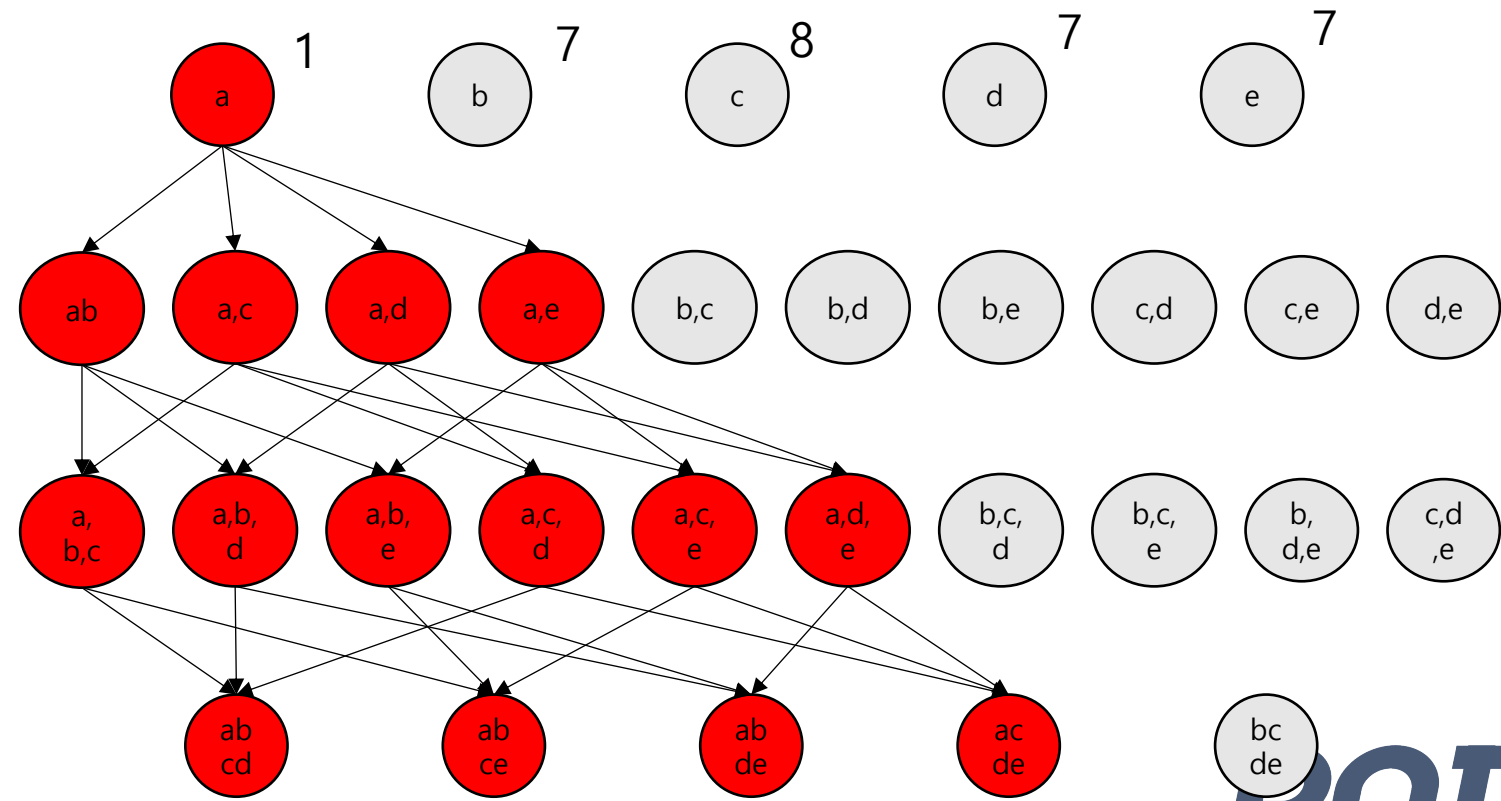 1
7
8
7
7
a
b
c
d
e
ab
a,c
a,d
a,e
b,c
b,d
b,e
c,d
c,e
d,e
a,
b,c
a,b,
d
a,b,
e
a,c,
d
a,c,
e
a,d,
e
b,c,
d
b,c,
e
b,
d,e
c,d
,e
ab
cd
ab
ce
ab
de
ac
de
bc
de